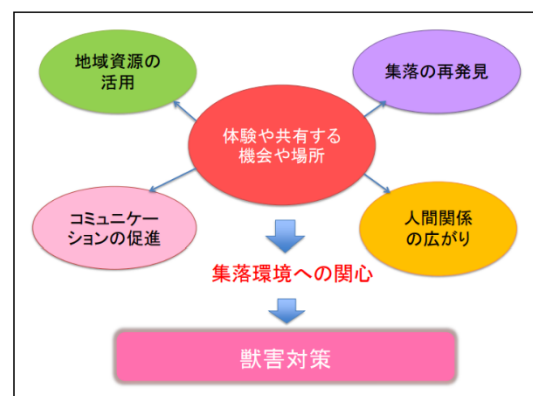 地域資源の
活用
集落の再発見
体験や共有する
機会や場所
コミュニケー
ションの促進
人間関係
の広がり
集落環境への関心
獣害対策